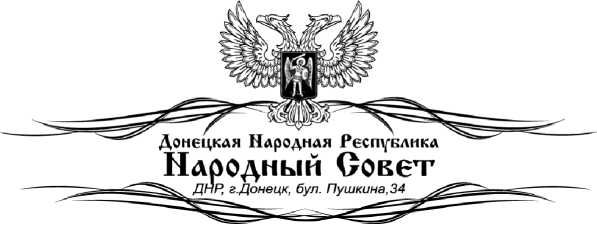 Донецкая Народная Республика
Народный Совет
ДНР, г.Донецк, бул. Пушкина,34